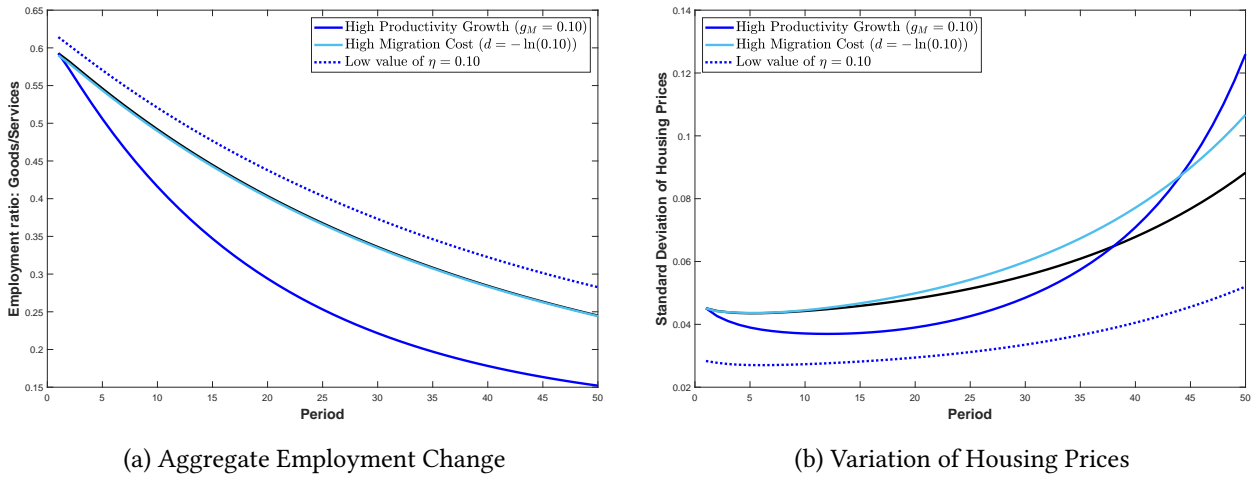 0.65
0.6
0.55
0.5
0.45
0.4
0.35
0.3
0.25
0.2
0.15
Employment ratio: Goods/Services
High Productivity Growth (g_M = 0.10)
High Migration Cost (d = − ln(0.10))
Low value of η = 0.10
0 5 10 15 20 25 30 35 40 45 50
Period
(a) Aggregate Employment Change
0.14
0.12
0.1
0.08
0.06
0.04
0.02
Standard Deviation of Housing Prices
High Productivity Growth (g_M = 0.10)
High Migration Cost (d = − ln(0.10))
Low value of η = 0.10
0 5 10 15 20 25 30 35 40 45 50
Period
(b) Variation of Housing Prices